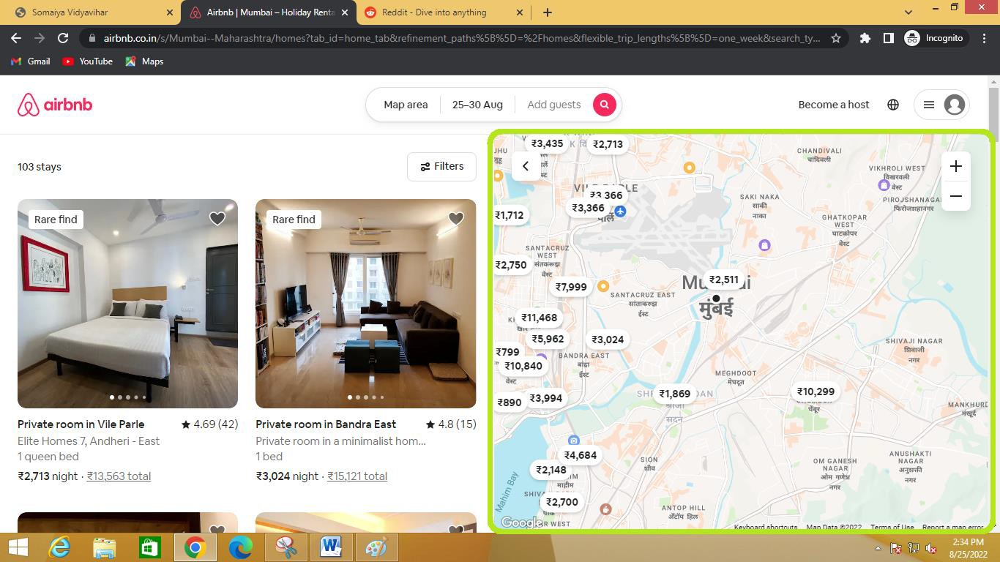 Somaiya Vidyavihar
Airbnb | Mumbai – Holiday Renta
Reddit - Dive into anything
airbnb.co.in/s/Mumbai--Maharashtra/homes?tab_id=home_tab&refinement_paths%5B%5D=%2Fhomes&flexible_trip_lengths%5B%5D=one_week&search_ty...
Incognito
Gmail
YouTube
Maps
airbnb
Map area
25–30 Aug
Add guests
Become a host
103 stays
Filters
Rare find
Rare find
Private room in Vile Parle
4.69 (42)
Elite Homes 7, Andheri - East
1 queen bed
₹2,713 night · ₹13,563 total
Private room in Bandra East
4.8 (15)
Private room in a minimalist hom...
1 bed
₹3,024 night · ₹15,121 total
₹3,435
₹2,713
CHANDIVALI
चांदिवली
VIKHROLI WEST
विखरवली
वेस्ट
VILE PARLE
₹3,366
₹3,366
SAKI NAKA
साकी
नाका
PIROJSHANAGA
फिरोजशहानगर
₹1,712
GHATKOPAR
WEST
घाटकोपर
वेस्ट
SANTACRUZ
WEST
संतकरूझ
वेस्ट
₹2,750
₹7,999
₹2,511
Mumbai
मुंबई
SANTACRUZ EAST
सांताकरुझ
ईस्ट
₹11,468
₹5,962
₹3,024
SHIVAJI NAGAR
शिवाजी
नगर
₹799
BANDRA EAST
बांद्रा
ईस्ट
₹10,840
वेस्ट
MEGHDOOT
मेघदूत
₹1,869
₹10,299
₹890
₹3,994
सदन
चेंबूर
MANKHURD
मंखुर्द
₹4,684
SION
शीव
₹2,148
माहीम
Mahim Bay
OM GANESH
NAGAR
ओम गणेश
नगर
ANUSHAKTI
NAGAR
अनुशक्ती
नगर
₹2,700
ANTOP HILL
अँटॉप हिल
Google
Keyboard shortcuts
Map Data ©2022
Terms of Use
Report a map error
2:34 PM
8/25/2022